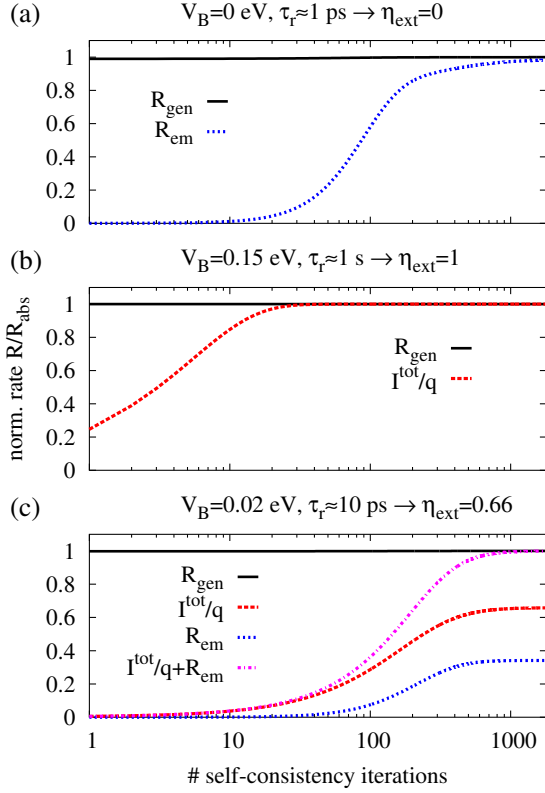 (a) V_B=0 eV, τ_r≈1 ps → η_ext=0
1
0.8
0.6
0.4
0.2
0
R_gen
R_em
(b) V_B=0.15 eV, τ_r≈1 s → η_ext=1
norm. rate R/R_abs
1
0.8
0.6
0.4
0.2
0
R_gen
I^tot/q
(c) V_B=0.02 eV, τ_r≈10 ps → η_ext=0.66
1
0.8
0.6
0.4
0.2
0
R_gen
I^tot/q
R_em
I^tot/q+R_em
1 10 100 1000
# self-consistency iterations